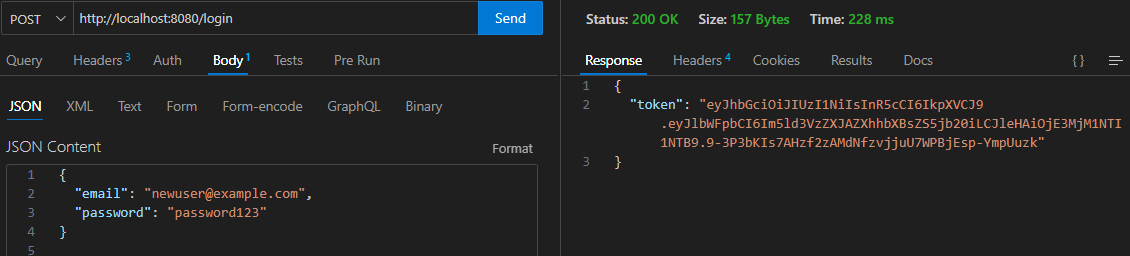 POST http://localhost:8080/login Send
Query Headers 3 Auth Body 1 Tests Pre Run
JSON XML Text Form Form-encode GraphQL Binary
JSON Content Format
1 {
2 "email": "newuser@example.com",
3 "password": "password123"
4 }
5
Status: 200 OK Size: 157 Bytes Time: 228 ms
Response Headers 4 Cookies Results Docs { }
1 {
2 "token": "eyJhbGciOiJIUzI1NiIsInR5cCI6IkpXVCJ9
.eyJlbWFpbCI6Im5ld3VzZXJAZXhhbXBsZS5jb20iLCJleHAiOjE3MjM1NTI
1NTB9.9-3P3bKIs7AHzf2zAMdNfzvjjuU7WPBjEsp-YmpUuzk"
3 }